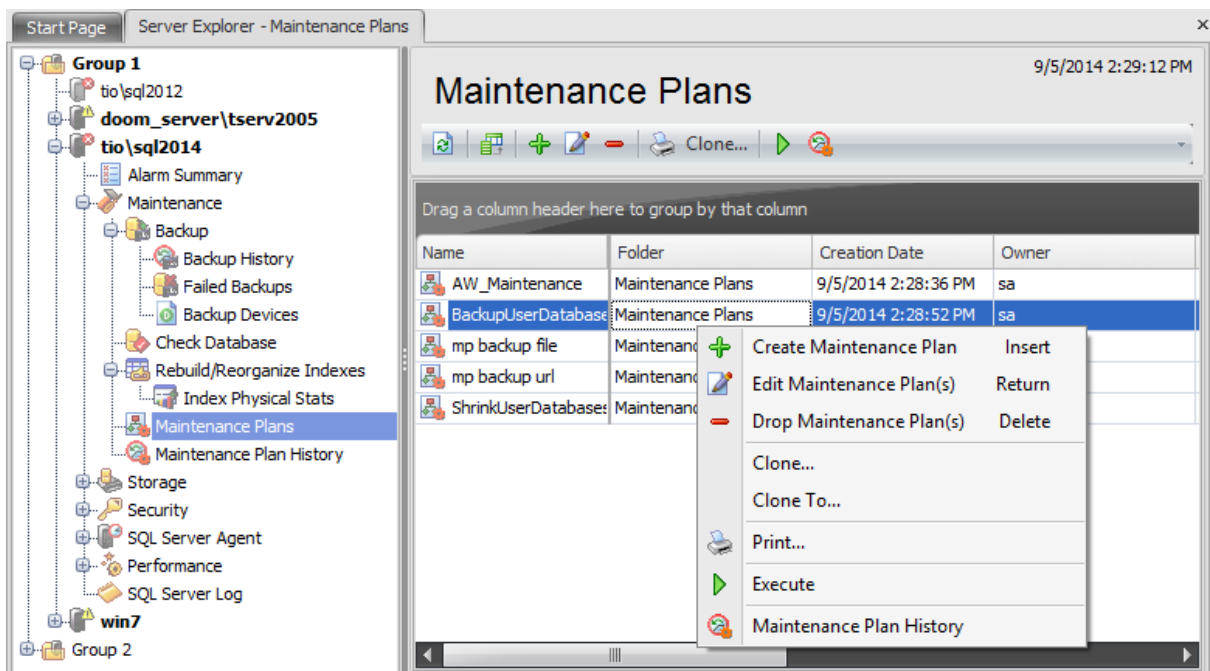 Start Page
Server Explorer - Maintenance Plans
Group 1
tio\sql2012
doom_server\tserv2005
tio\sql2014
Alarm Summary
Maintenance
Backup
Backup History
Failed Backups
Backup Devices
Check Database
Rebuild/Reorganize Indexes
Index Physical Stats
Maintenance Plans
Maintenance Plan History
Storage
Security
SQL Server Agent
Performance
SQL Server Log
win7
Group 2
9/5/2014 2:29:12 PM
Maintenance Plans
Clone...
Drag a column header here to group by that column
Name Folder Creation Date Owner
AW_Maintenance Maintenance Plans 9/5/2014 2:28:36 PM sa
BackupUserDatabase Maintenance Plans 9/5/2014 2:28:52 PM sa
mp backup file Maintenanc
mp backup url Maintenanc
ShrinkUserDatabases Maintenanc
Create Maintenance Plan Insert
Edit Maintenance Plan(s) Return
Drop Maintenance Plan(s) Delete
Clone...
Clone To...
Print...
Execute
Maintenance Plan History